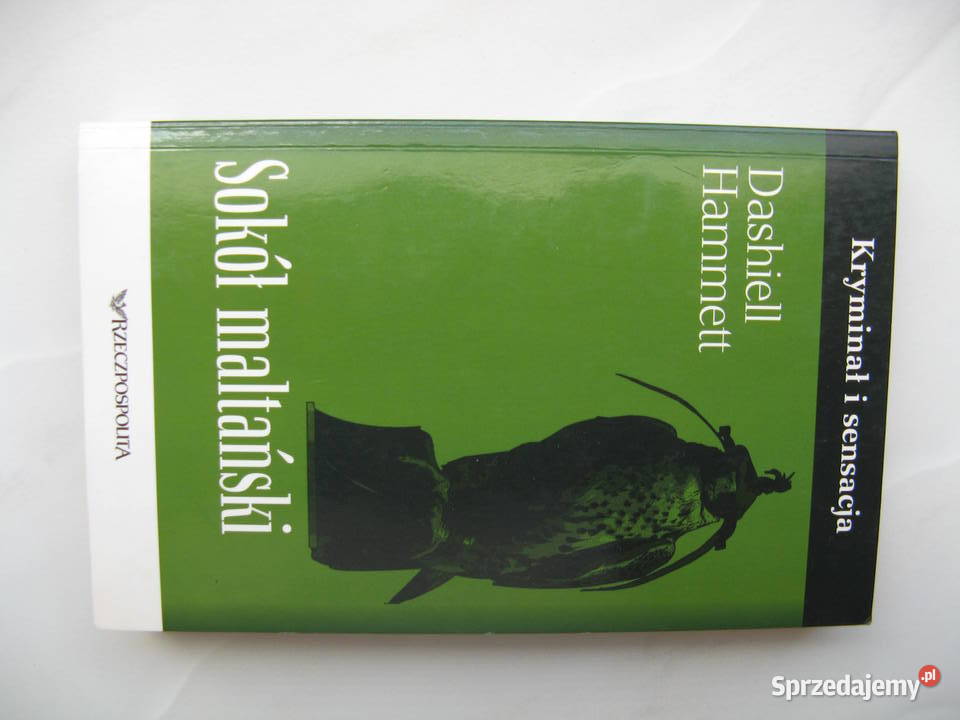 Kryminał i sensacja
Dashiell
Hammett
Sokół maltański
RZECZPOSPOLITA
Sprzedajemy.pl